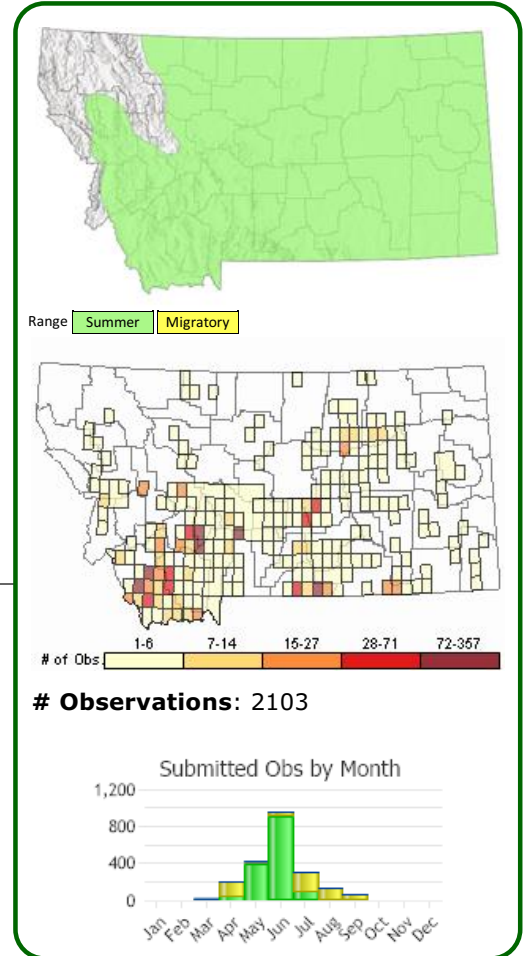 Range Summer Migratory
1-6 7-14 15-27 28-71 72-357
# of Obs.
# Observations: 2103
Submitted Obs by Month
1,200
800
400
0
Jan Feb Mar Apr May Jun Jul Aug Sep Oct Nov Dec